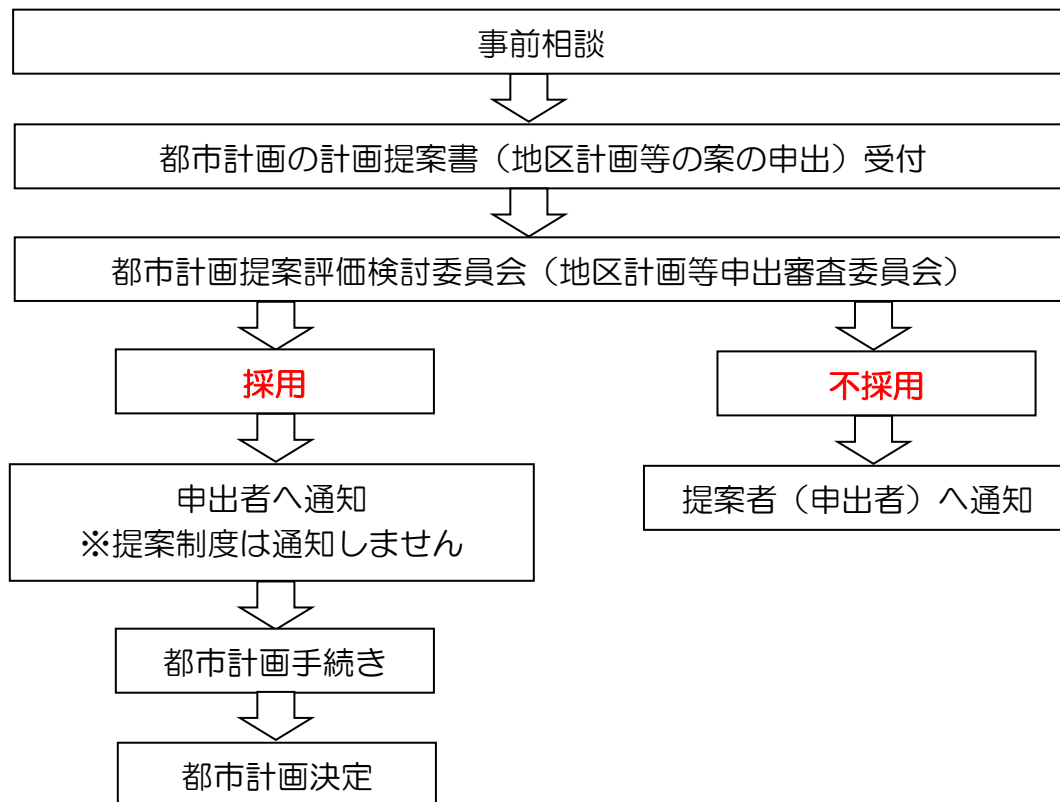 事前相談
都市計画の計画提案書（地区計画等の案の申出）受付
都市計画提案評価検討委員会（地区計画等申出審査委員会）
採用
不採用
申出者へ通知
※提案制度は通知しません
提案者（申出者）へ通知
都市計画手続き
都市計画決定